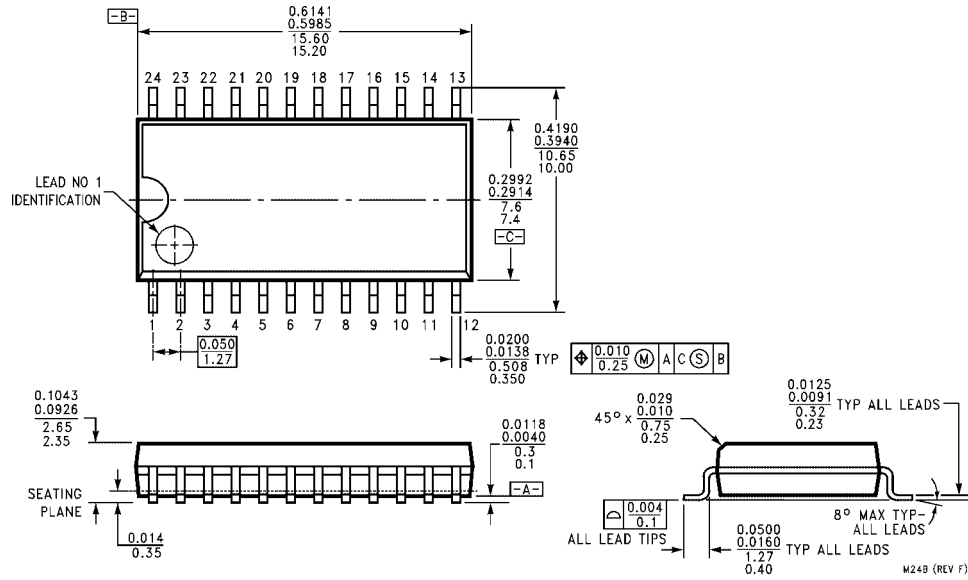 -B-
0.6141
0.5985
15.60
15.20
24 23 22 21 20 19 18 17 16 15 14 13
0.4190
0.3940
10.65
10.00
LEAD NO 1
IDENTIFICATION
0.2992
0.2914
7.6
7.4
-C-
1 2 3 4 5 6 7 8 9 10 11 12
0.050
1.27
0.0200
0.0138
0.508
0.350
TYP
⌖ 0.010 0.25 Ⓜ A C Ⓢ B
0.1043
0.0926
2.65
2.35
0.0118
0.0040
0.3
0.1
-A-
SEATING
PLANE
0.014
0.35
45° x
0.029
0.010
0.75
0.25
0.0125
0.0091
0.32
0.23
TYP ALL LEADS
0.004
0.1
ALL LEAD TIPS
0.0500
0.0160
1.27
0.40
TYP ALL LEADS
8° MAX TYP-
ALL LEADS
M24B (REV F)